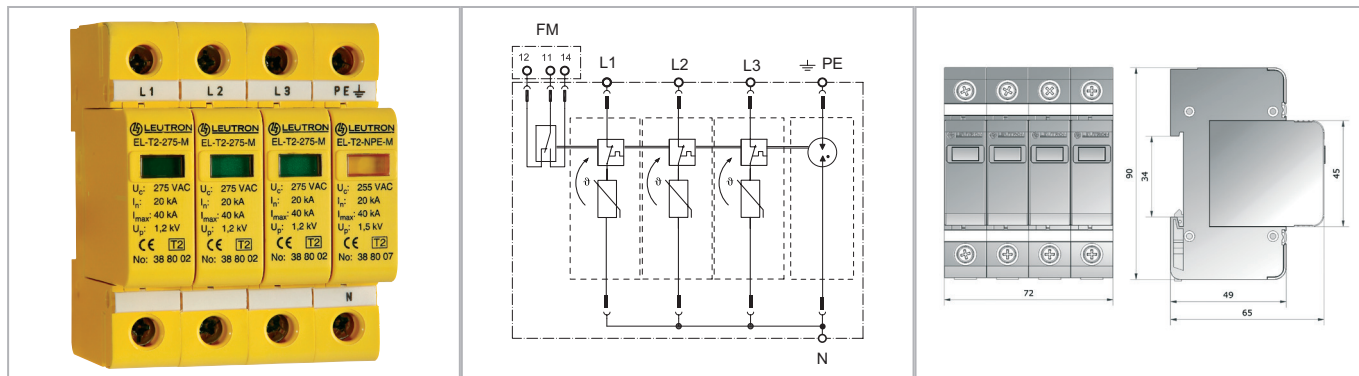 L1 L2 L3 PE
LEUTRON LEUTRON LEUTRON LEUTRON
EL-T2-275-M EL-T2-275-M EL-T2-275-M EL-T2-NPE-M
Uc: 275 VAC Uc: 275 VAC Uc: 275 VAC Uc: 255 VAC
In: 20 kA In: 20 kA In: 20 kA In: 20 kA
Imax: 40 kA Imax: 40 kA Imax: 40 kA Imax: 40 kA
Up: 1,2 kV Up: 1,2 kV Up: 1,2 kV Up: 1,5 kV
CE T2 CE T2 CE T2 CE T2
No: 38 80 02 No: 38 80 02 No: 38 80 02 No: 38 80 07
N
FM
12 11 14
L1 L2 L3 PE
ϑ ϑ ϑ
N
LEUTRON LEUTRON LEUTRON LEUTRON
90
34
45
72
49
65